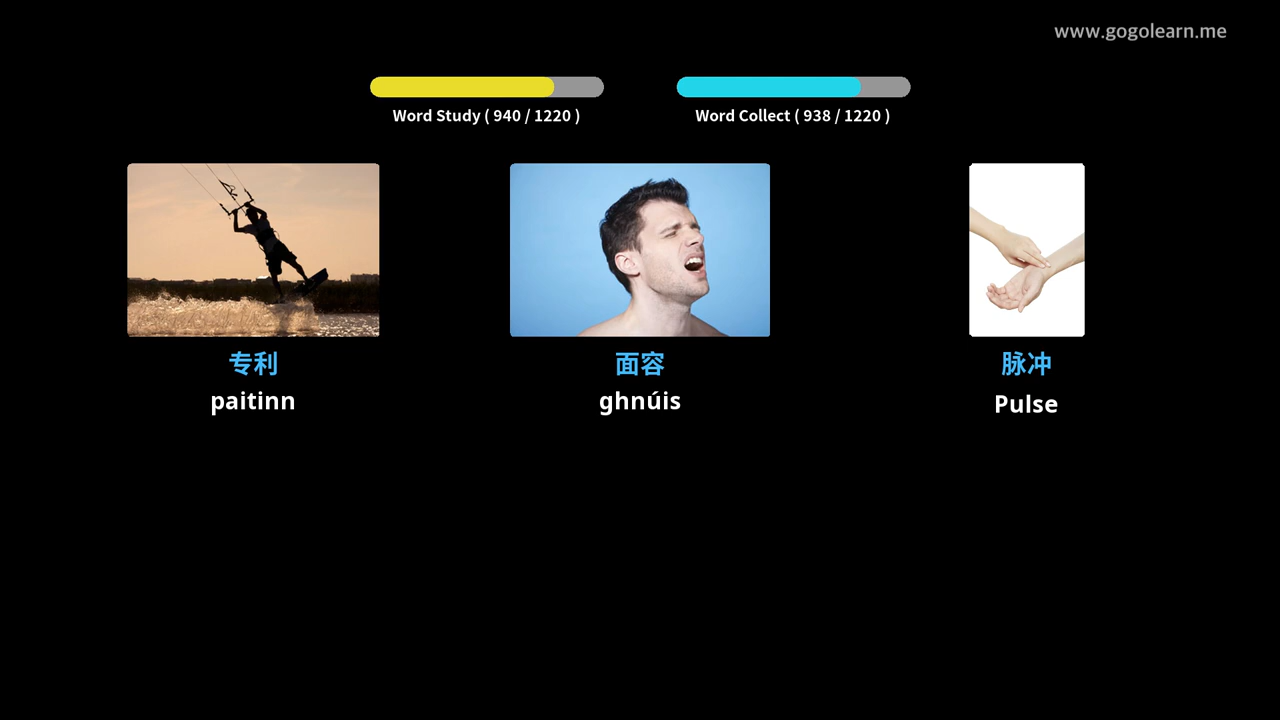 www.gogolearn.me
Word Study ( 940 / 1220 )
Word Collect ( 938 / 1220 )
专利
面容
脉冲
paitinn
ghnúis
Pulse